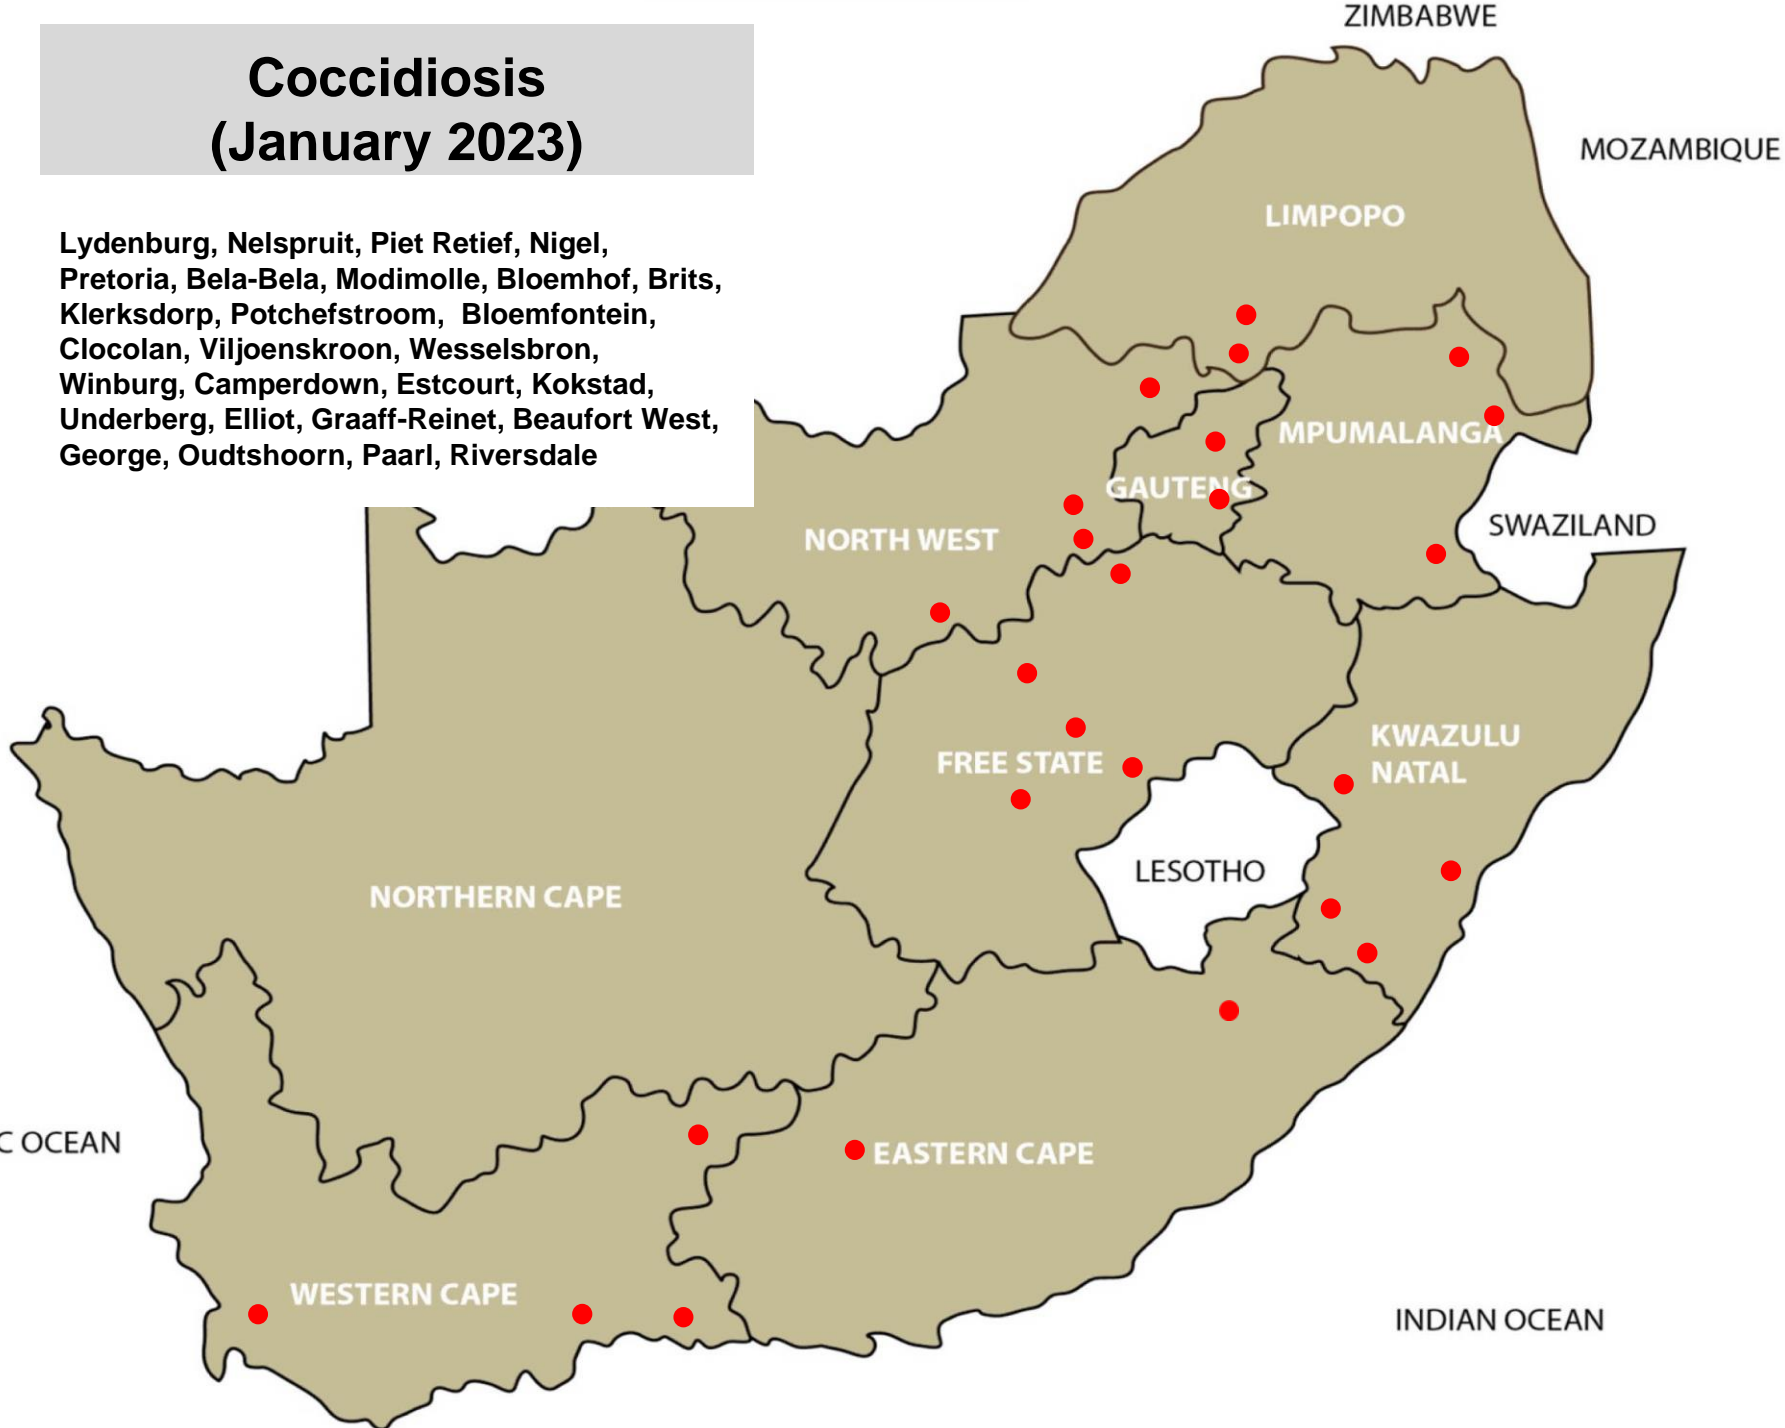 Coccidiosis
(January 2023)
Lydenburg, Nelspruit, Piet Retief, Nigel,
Pretoria, Bela-Bela, Modimolle, Bloemhof, Brits,
Klerksdorp, Potchefstroom, Bloemfontein,
Clocolan, Viljoenskroon, Wesselsbron,
Winburg, Camperdown, Estcourt, Kokstad,
Underberg, Elliot, Graaff-Reinet, Beaufort West,
George, Oudtshoorn, Paarl, Riversdale
ZIMBABWE
MOZAMBIQUE
LIMPOPO
MPUMALANGA
GAUTENG
SWAZILAND
NORTH WEST
KWAZULU
NATAL
FREE STATE
LESOTHO
NORTHERN CAPE
C OCEAN
EASTERN CAPE
WESTERN CAPE
INDIAN OCEAN